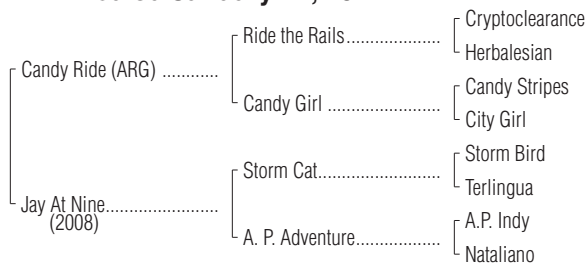 Cryptoclearance
Ride the Rails
Herbalesian
Candy Ride (ARG)
Candy Stripes
Candy Girl
City Girl
Storm Bird
Storm Cat
Terlingua
Jay At Nine
(2008)
A.P. Indy
A. P. Adventure
Nataliano